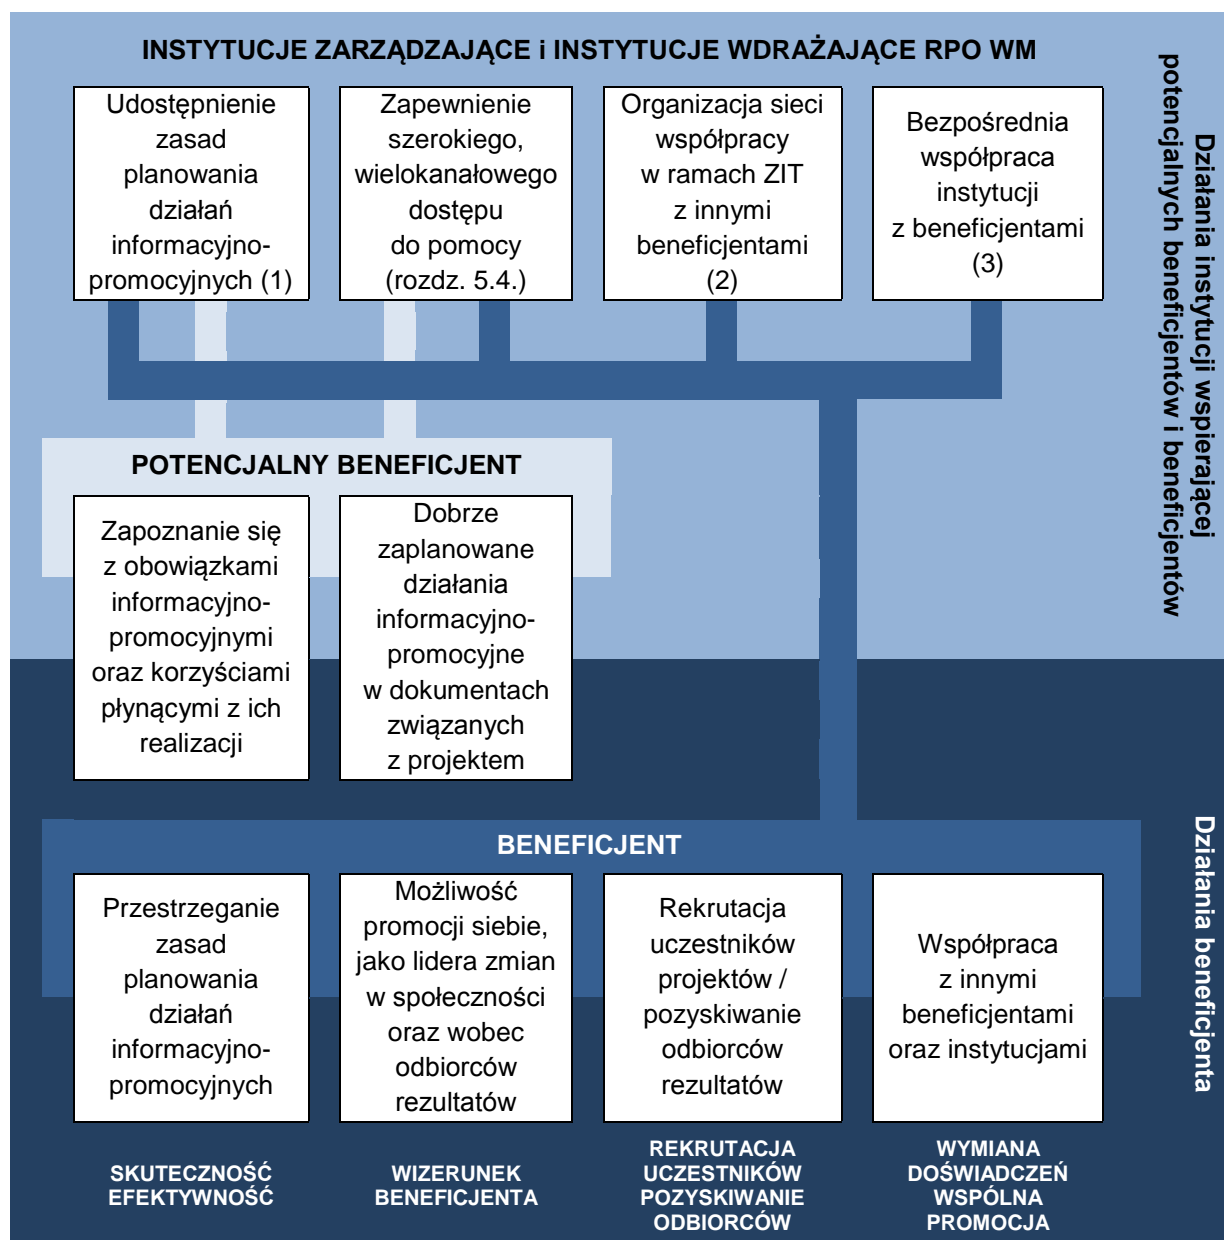 INSTYTUCJE ZARZĄDZAJĄCE i INSTYTUCJE WDRAŻAJĄCE RPO WM
Udostępnienie
zasad
planowania
działań
informacyjno-
promocyjnych (1)
Zapewnienie
szerokiego,
wielokanałowego
dostępu
do pomocy
(rozdz. 5.4.)
Organizacja sieci
współpracy
w ramach ZIT
z innymi
beneficjentami
(2)
Bezpośrednia
współpraca
instytucji
z beneficjentami
(3)
Działania instytucji wspierającej
potencjalnych beneficjentów i beneficjentów
POTENCJALNY BENEFICJENT
Zapoznanie się
z obowiązkami
informacyjno-
promocyjnymi
oraz korzyściami
płynącymi z ich
realizacji
Dobrze
zaplanowane
działania
informacyjno-
promocyjne
w dokumentach
związanych
z projektem
BENEFICJENT
Przestrzeganie
zasad
planowania
działań
informacyjno-
promocyjnych
Możliwość
promocji siebie,
jako lidera zmian
w społeczności
oraz wobec
odbiorców
rezultatów
Rekrutacja
uczestników
projektów /
pozyskiwanie
odbiorców
rezultatów
Współpraca
z innymi
beneficjentami
oraz instytucjami
Działania beneficjenta
SKUTECZNOŚĆ
EFEKTYWNOŚĆ
WIZERUNEK
BENEFICJENTA
REKRUTACJA
UCZESTNIKÓW
POZYSKIWANIE
ODBIORCÓW
WYMIANA
DOŚWIADCZEŃ
WSPÓLNA
PROMOCJA